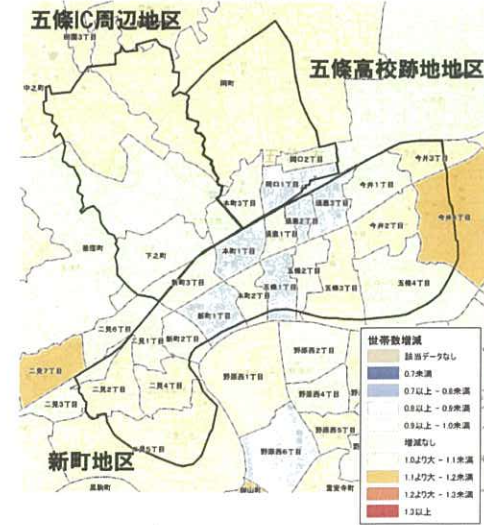 五條IC周辺地区
田園3丁目
五條高校跡地地区
中之町
岡町
岡口2丁目
今井3丁目
岡口1丁目
今井1丁目
本町3丁目
須恵3丁目
須恵2丁目
須恵1丁目
今井2丁目
本町1丁目
下之町
五條2丁目
新町3丁目
五條1丁目
五條3丁目
五條4丁目
本町2丁目
新町1丁目
二見6丁目
二見1丁目
新町2丁目
野原西2丁目
二見7丁目
野原西1丁目
二見2丁目
二見4丁目
野原西4丁目
二見3丁目
野原西5丁目
二見5丁目
新町地区
野原西6丁目
霊安寺町
世帯数増減
該当データなし
0.7未満
0.7以上 - 0.8未満
0.8以上 - 0.9未満
0.9以上 - 1.0未満
増減なし
1.0より大 - 1.1未満
1.1より大 - 1.2未満
1.2より大 - 1.3未満
1.3以上